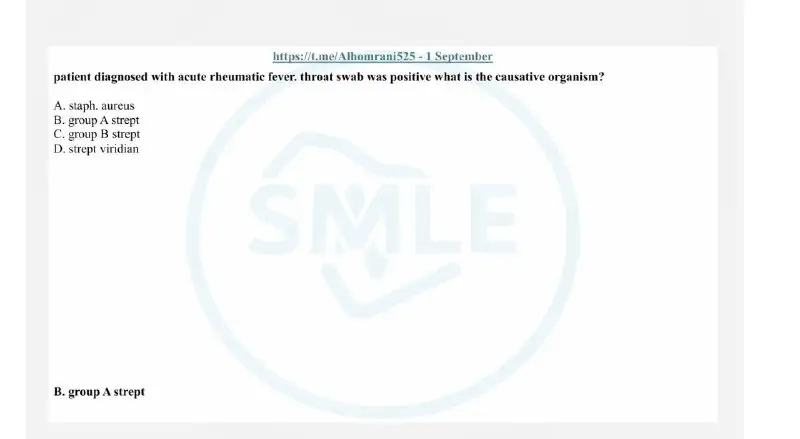 https://t.me/Alhomrani525 - 1 September
patient diagnosed with acute rheumatic fever. throat swab was positive what is the causative organism?
A. staph. aureus
B. group A strept
C. group B strept
D. strept viridian
SMLE
B. group A strept